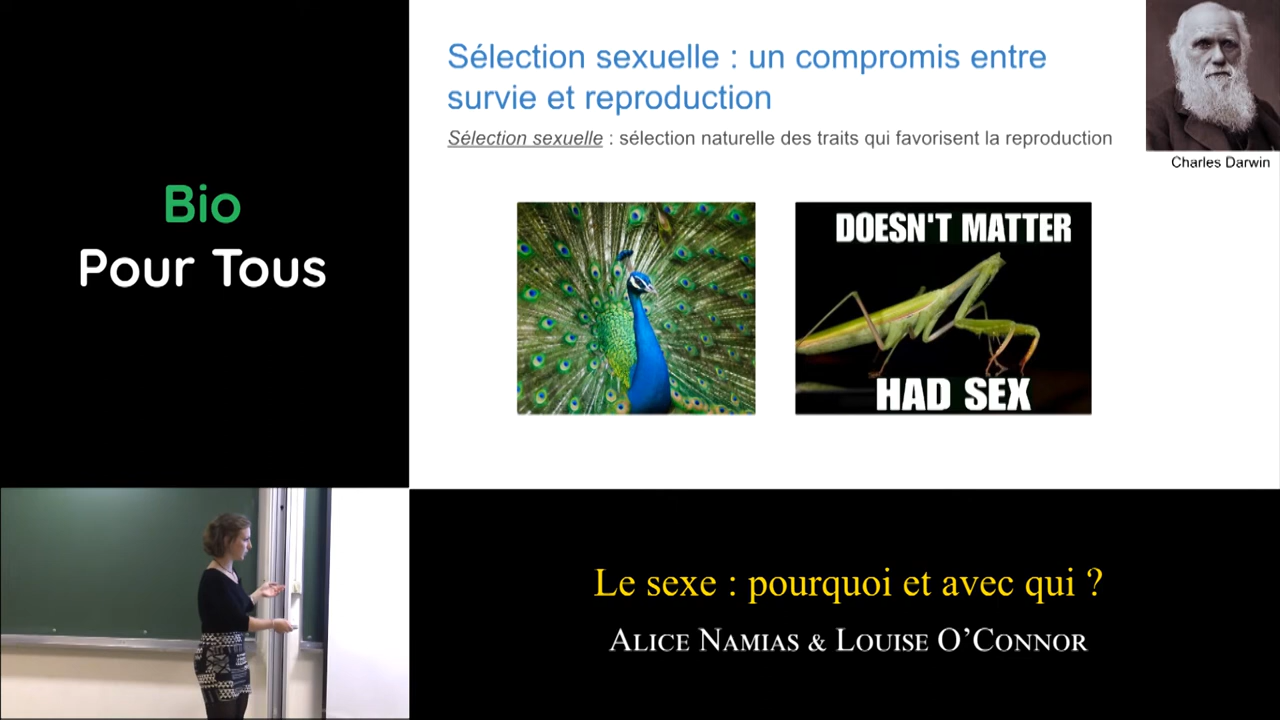 Bio
Pour Tous
Sélection sexuelle : un compromis entre
survie et reproduction
Sélection sexuelle : sélection naturelle des traits qui favorisent la reproduction
Charles Darwin
DOESN'T MATTER
HAD SEX
Le sexe : pourquoi et avec qui ?
ALICE NAMIAS & LOUISE O'CONNOR